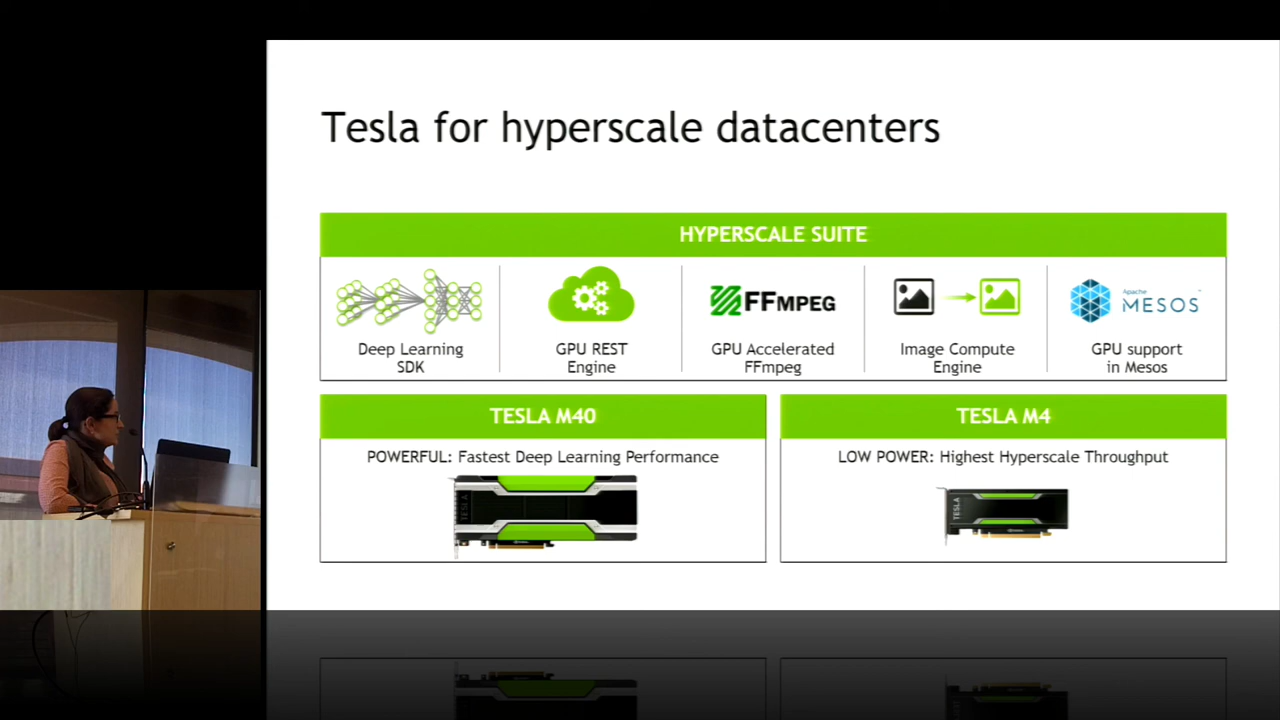 Tesla for hyperscale datacenters
HYPERSCALE SUITE
Deep Learning
SDK
GPU REST
Engine
FFMPEG
GPU Accelerated
FFmpeg
Image Compute
Engine
Apache
MESOS
GPU support
in Mesos
TESLA M40
POWERFUL: Fastest Deep Learning Performance
TESLA
TESLA M4
LOW POWER: Highest Hyperscale Throughput
TESLA